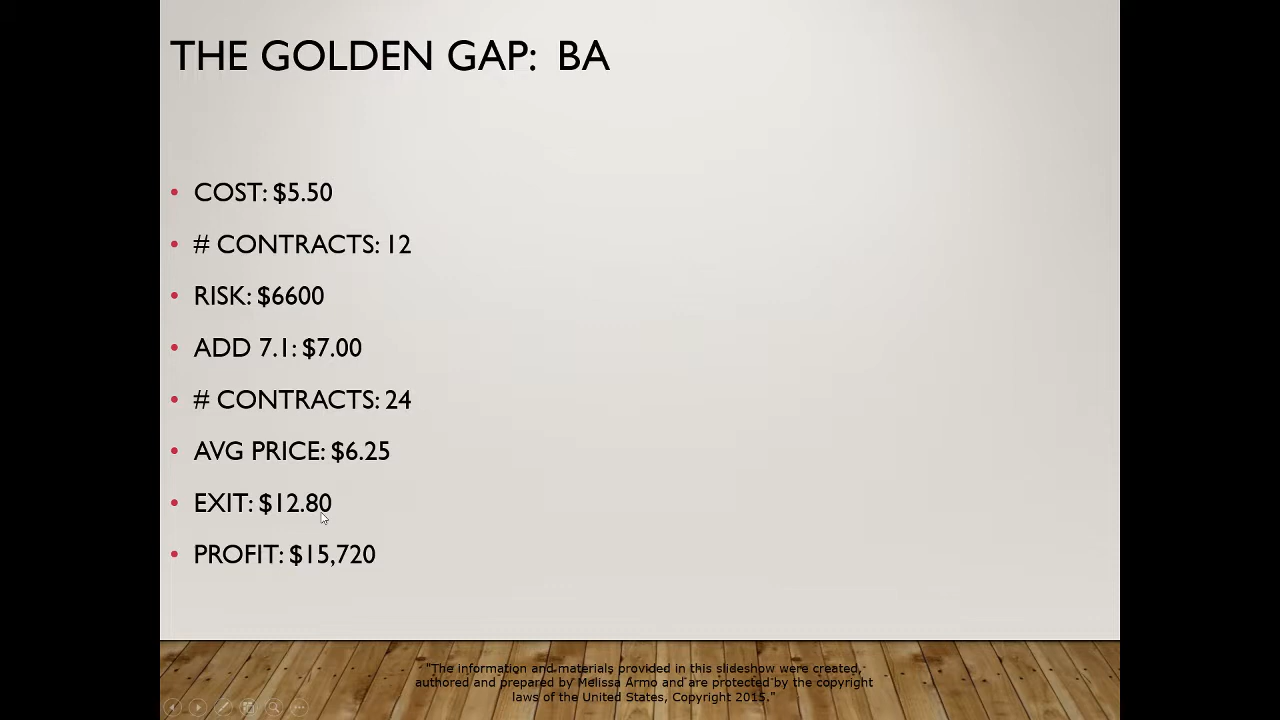 THE GOLDEN GAP: BA
• COST: $5.50
• # CONTRACTS: 12
• RISK: $6600
• ADD 7.1: $7.00
• # CONTRACTS: 24
• AVG PRICE: $6.25
• EXIT: $12.80
• PROFIT: $15,720
"The information and materials provided in this slideshow were created,
authored and prepared by Melissa Armo and are protected by the copyright
laws of the United States, Copyright 2015."